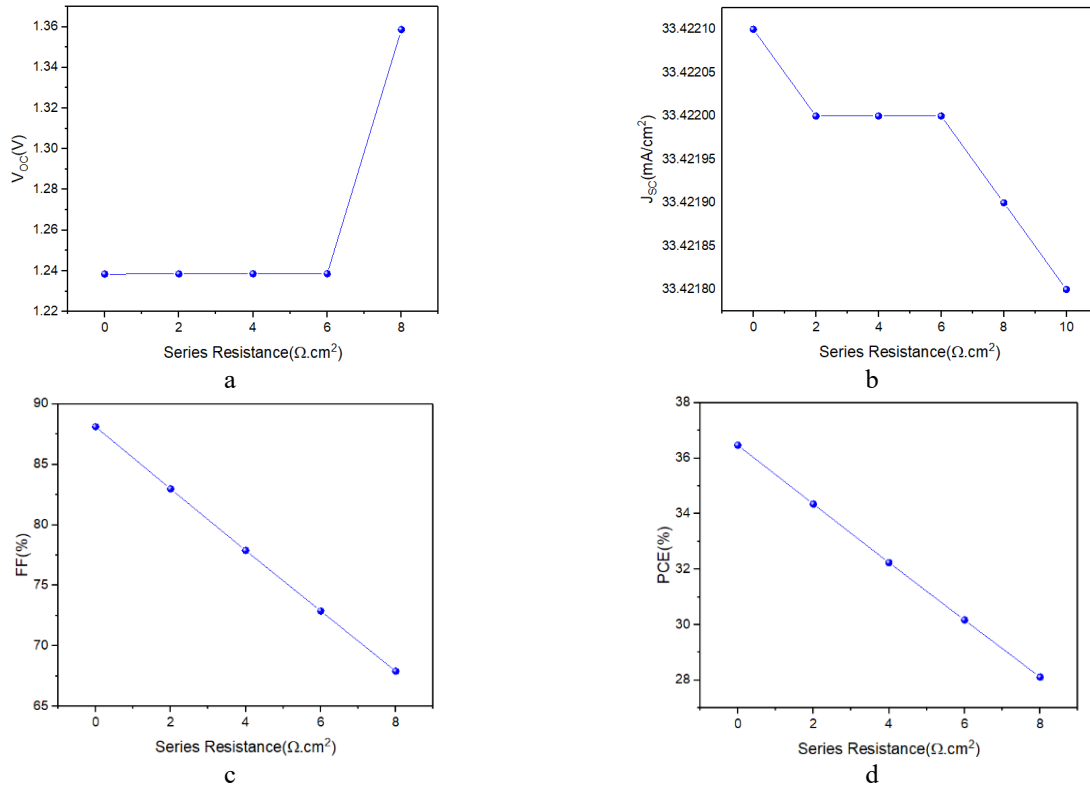 1.36
1.34
1.32
1.30
1.28
1.26
1.24
1.22
V_OC(V)
0 2 4 6 8
Series Resistance(Ω.cm²)
a
33.42210
33.42205
33.42200
33.42195
33.42190
33.42185
33.42180
J_SC(mA/cm²)
0 2 4 6 8 10
Series Resistance(Ω.cm²)
b
90
85
80
75
70
65
FF(%)
0 2 4 6 8
Series Resistance(Ω.cm²)
c
38
36
34
32
30
28
PCE(%)
0 2 4 6 8
Series Resistance(Ω.cm²)
d